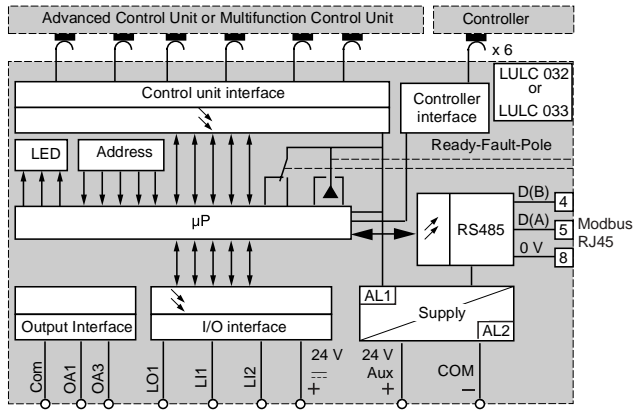 Advanced Control Unit or Multifunction Control Unit
Controller
x 6
Control unit interface
Controller
interface
LULC 032
or
LULC 033
Ready-Fault-Pole
LED
Address
µP
RS485
D(B)
4
D(A)
5
0 V
8
Modbus
RJ45
Output Interface
I/O interface
AL1
Supply
AL2
Com
OA1
OA3
LO1
LI1
LI2
24 V
+
24 V
Aux
+
COM
–